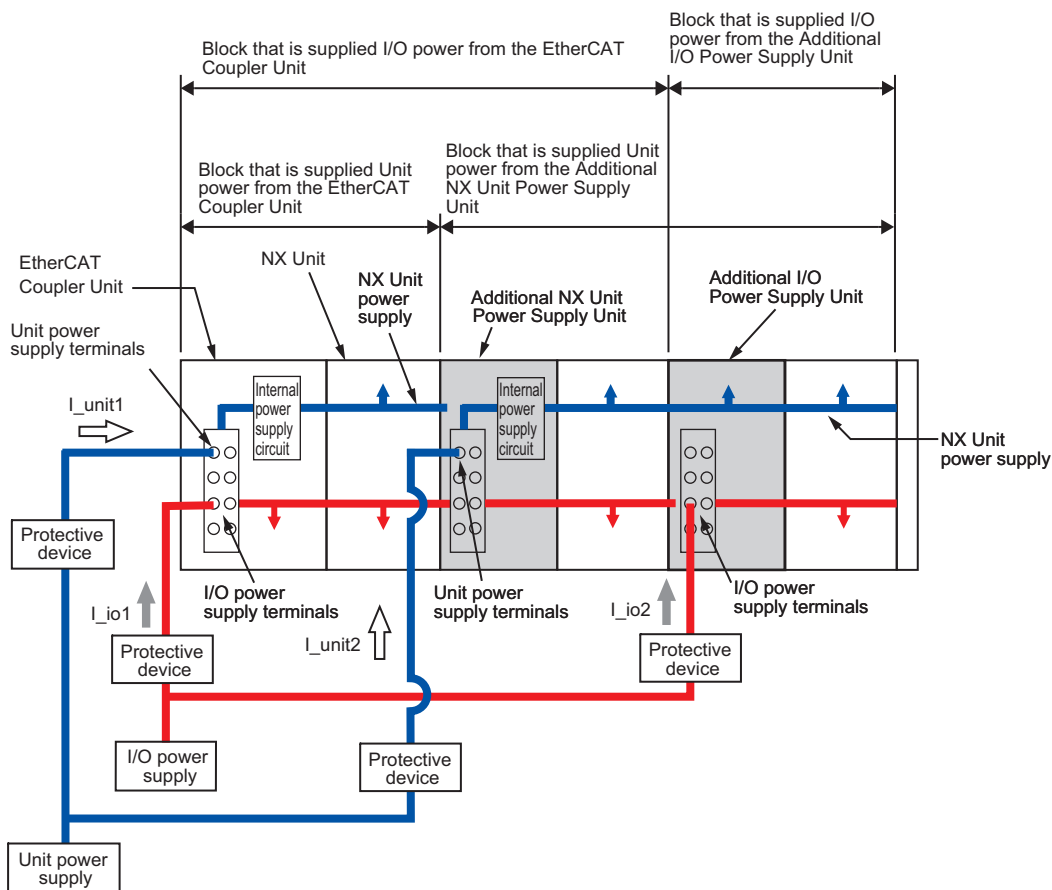 Block that is supplied I/O power from the EtherCAT
Coupler Unit
Block that is supplied I/O
power from the Additional
I/O Power Supply Unit
Block that is supplied Unit
power from the EtherCAT
Coupler Unit
Block that is supplied Unit
power from the Additional
NX Unit Power Supply
Unit
EtherCAT
Coupler Unit
NX Unit
NX Unit
power
supply
Additional NX Unit
Power Supply Unit
Additional I/O
Power Supply Unit
Unit power
supply terminals
I_unit1
Internal
power
supply
circuit
Internal
power
supply
circuit
NX Unit
power supply
Protective
device
I/O power
supply terminals
Unit power
supply terminals
I/O power
supply terminals
I_io1
I_unit2
I_io2
Protective
device
Protective
device
I/O power
supply
Protective
device
Unit power
supply